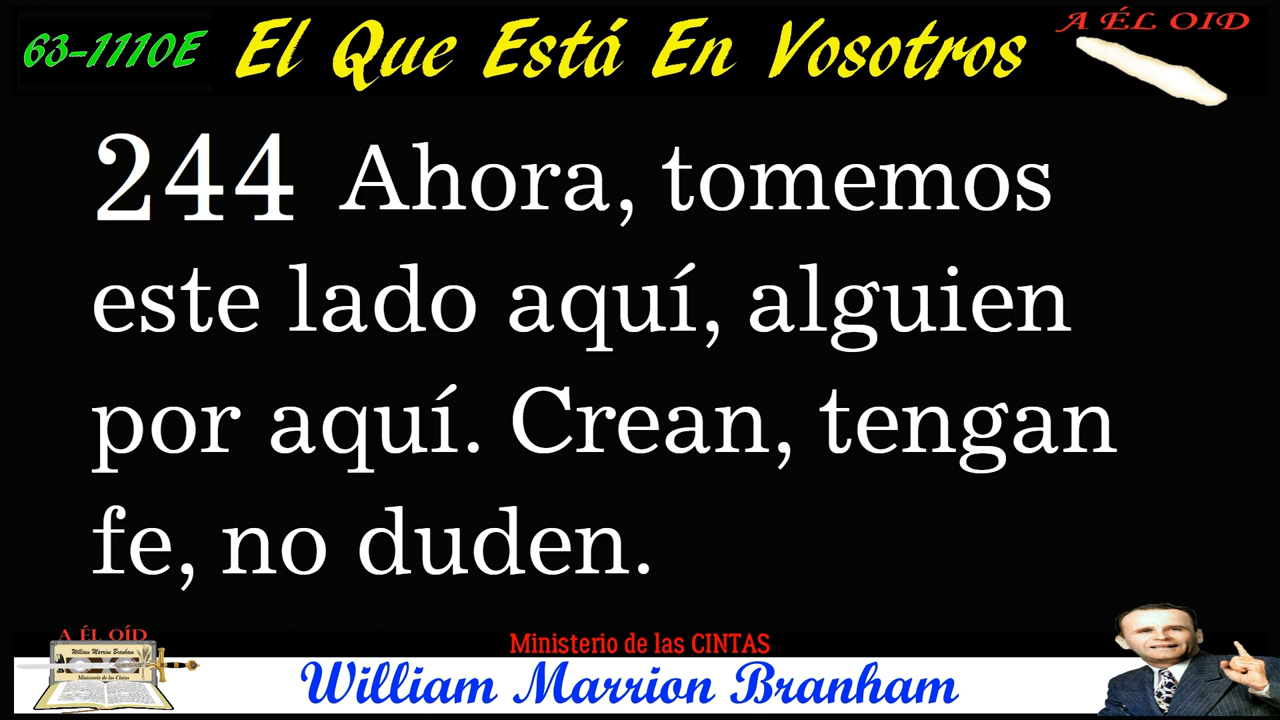 63-1110E El Que Está En Vosotros
A ÉL OID
244 Ahora, tomemos
este lado aquí, alguien
por aquí. Crean, tengan
fe, no duden.
A ÉL OÍD
William Marrion Branham
Ministerio de las Cintas
Ministerio de las CINTAS
William Marrion Branham